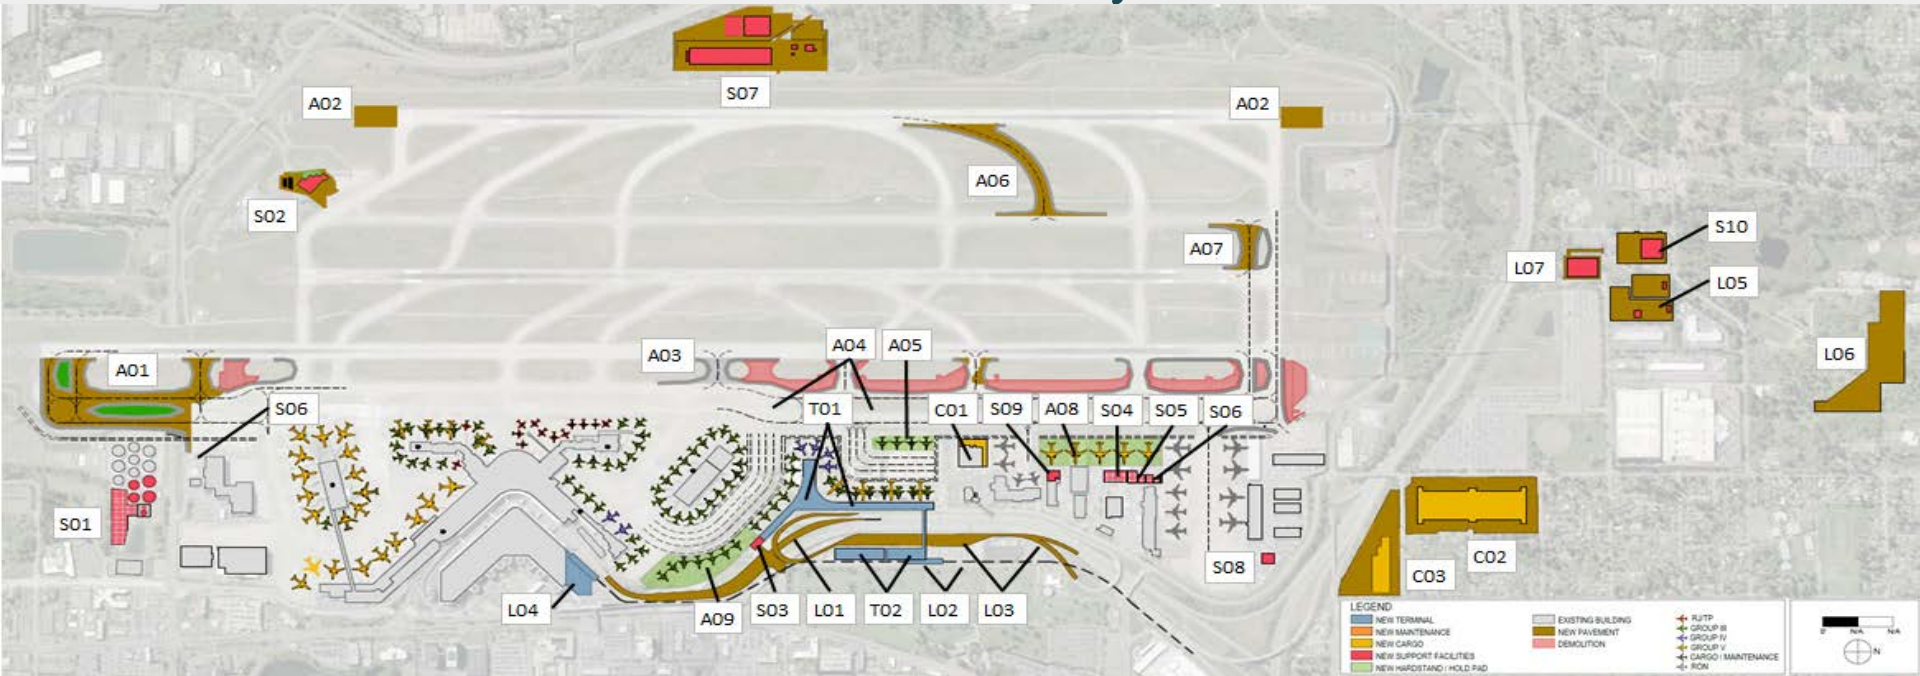 S07
A02
A02
A06
S02
A07
S10
L07
L05
A01
A03
A04
A05
L06
S06
T01
C01
S09
A08
S04
S05
S06
S01
S08
C03
C02
L04
A09
S03
L01
T02
L02
L03
LEGEND
NEW TERMINAL
NEW MAINTENANCE
NEW CARGO
NEW SUPPORT FACILITIES
NEW HARDSTAND / HOLD PAD
EXISTING BUILDING
NEW PAVEMENT
DEMOLITION
RJ/TP
GROUP III
GROUP IV
GROUP V
CARGO / MAINTENANCE
RON
0' N/A N/A
N